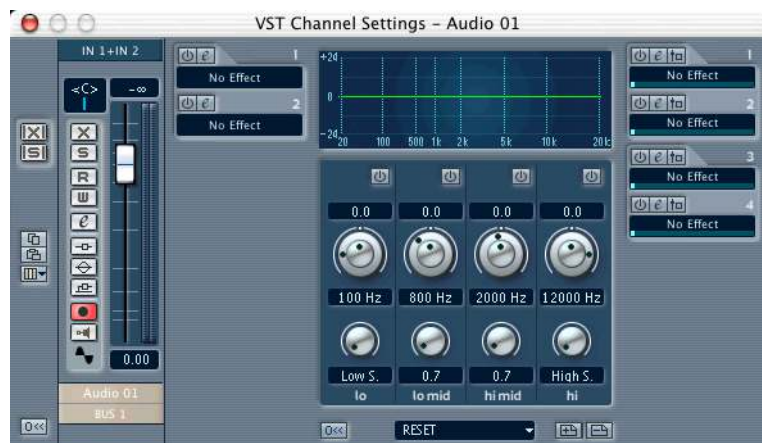 VST Channel Settings – Audio 01
IN 1+IN 2
<C>
-∞
X
S
R
W
e
0.00
Audio 01
BUS 1
|X|
|S|
0<<
e 1
No Effect
e 2
No Effect
+24
0
-24
20 100 500 1k 2k 5k 10k 20k
0.0 0.0 0.0 0.0
100 Hz 800 Hz 2000 Hz 12000 Hz
Low S. 0.7 0.7 High S.
lo lo mid hi mid hi
0<< RESET
e 1
No Effect
e 2
No Effect
e 3
No Effect
e 4
No Effect